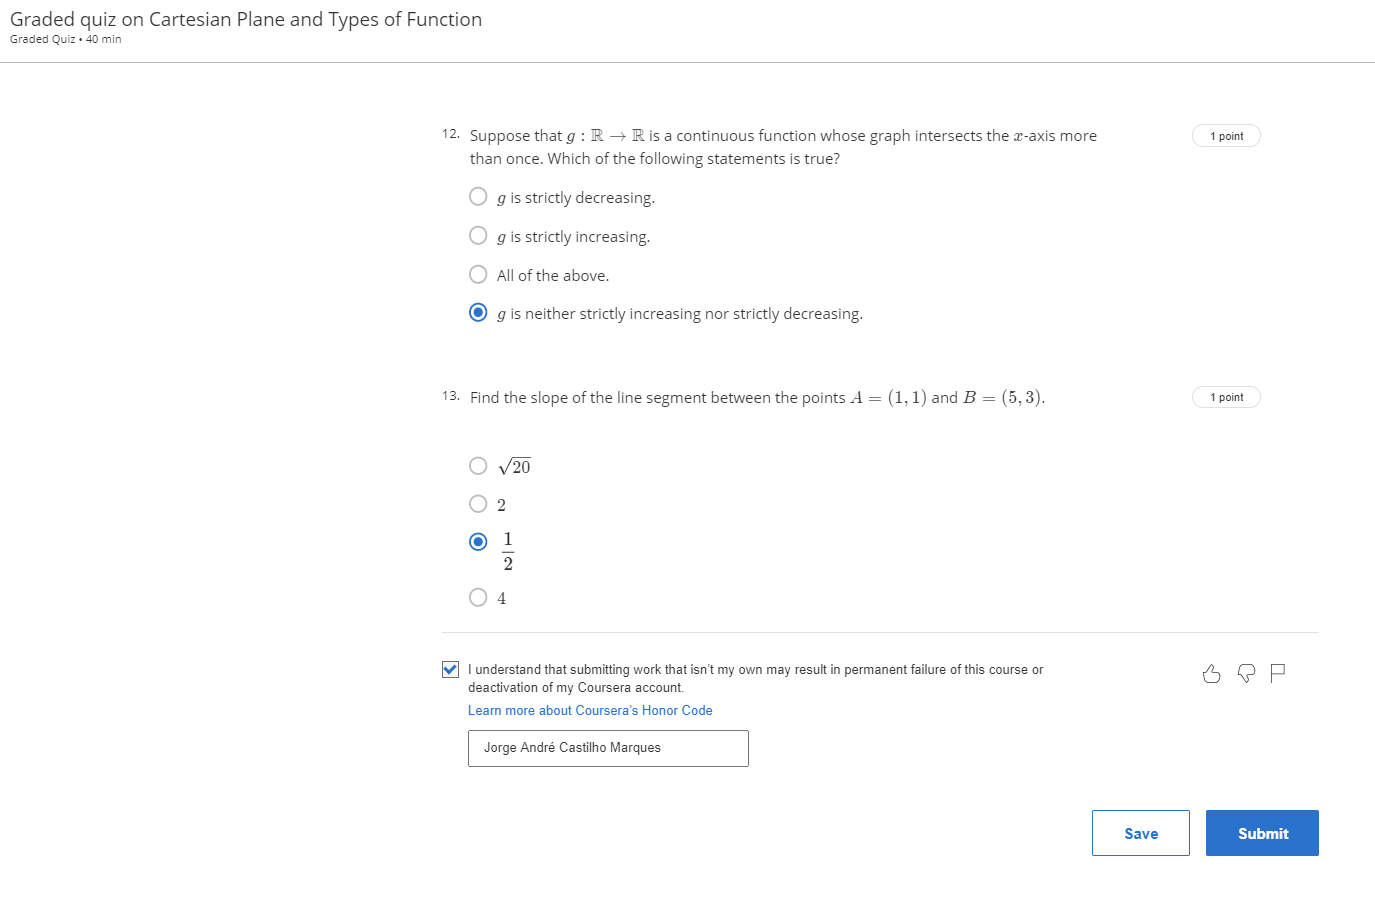 Graded quiz on Cartesian Plane and Types of Function
Graded Quiz • 40 min
12. Suppose that g : ℝ → ℝ is a continuous function whose graph intersects the x-axis more
than once. Which of the following statements is true?
1 point
g is strictly decreasing.
g is strictly increasing.
All of the above.
g is neither strictly increasing nor strictly decreasing.
13. Find the slope of the line segment between the points A = (1, 1) and B = (5, 3).
1 point
√20
2
1
2
4
I understand that submitting work that isn't my own may result in permanent failure of this course or
deactivation of my Coursera account.
Learn more about Coursera's Honor Code
Jorge André Castilho Marques
Save
Submit